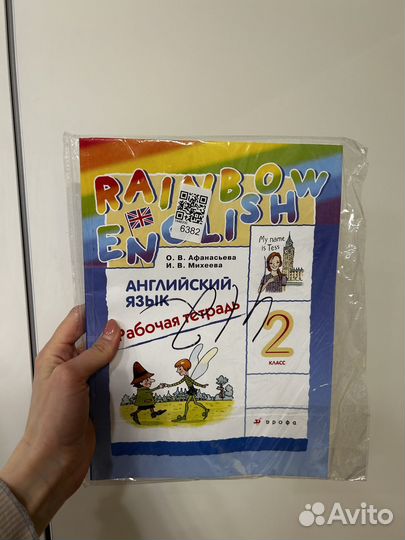 RAINBOW
ENGLISH
6382
О. В. Афанасьева
И. В. Михеева
My name
is Tess
АНГЛИЙСКИЙ
ЯЗЫК
Рабочая тетрадь
2
КЛАСС
дрофа
Avito